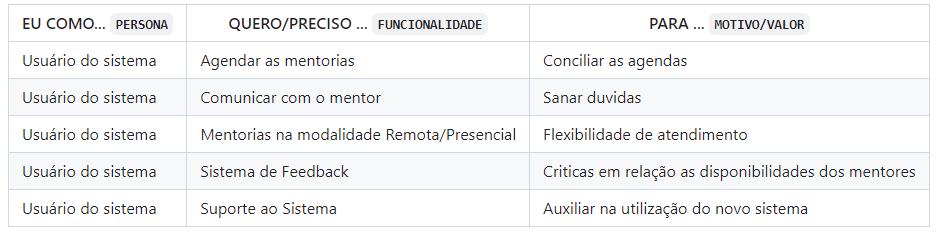 EU COMO... PERSONA QUERO/PRECISO ... FUNCIONALIDADE PARA ... MOTIVO/VALOR
Usuário do sistema Agendar as mentorias Conciliar as agendas
Usuário do sistema Comunicar com o mentor Sanar duvidas
Usuário do sistema Mentorias na modalidade Remota/Presencial Flexibilidade de atendimento
Usuário do sistema Sistema de Feedback Criticas em relação as disponibilidades dos mentores
Usuário do sistema Suporte ao Sistema Auxiliar na utilização do novo sistema